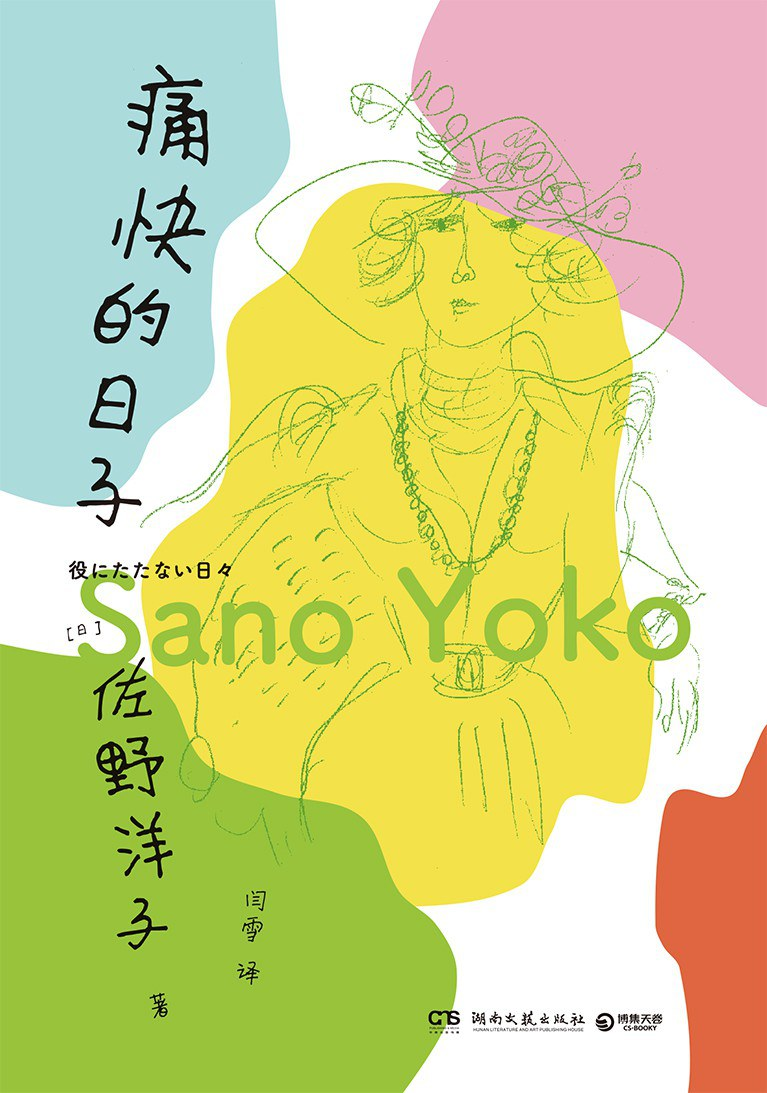 痛快的日子
役にたたない日々
Sano Yoko
[日]
佐野洋子
著
闫雪 译
CNS
湖南文艺出版社
HUNAN LITERATURE AND ART PUBLISHING HOUSE
博集天卷
CS-BOOKY